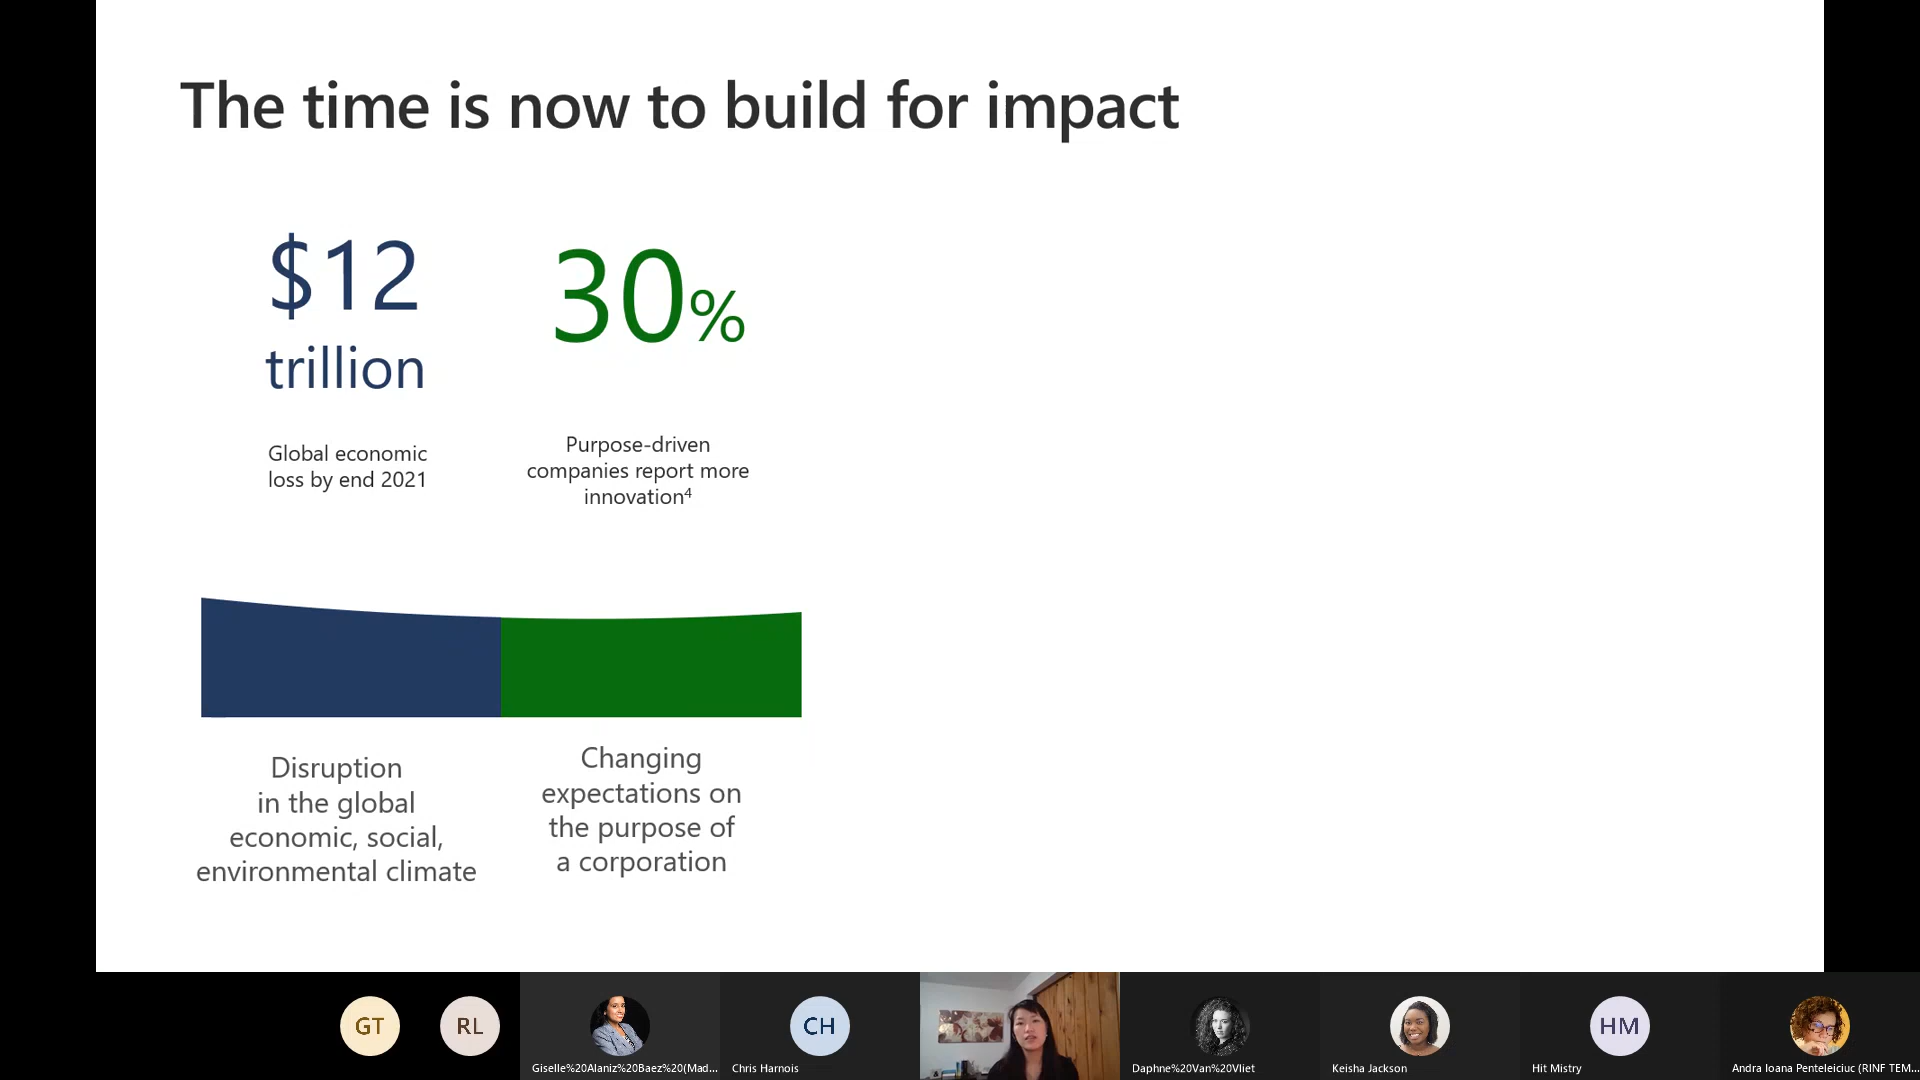 The time is now to build for impact
$12
trillion
30%
Global economic
loss by end 2021
Purpose-driven
companies report more
innovation⁴
Disruption
in the global
economic, social,
environmental climate
Changing
expectations on
the purpose of
a corporation
GT
RL
CH
HM
Giselle%20Alaniz%20Baez%20(Mad...
Chris Harnois
Daphne%20Van%20Vliet
Keisha Jackson
Hit Mistry
Andra Ioana Penteleiciuc (RINF TEM...